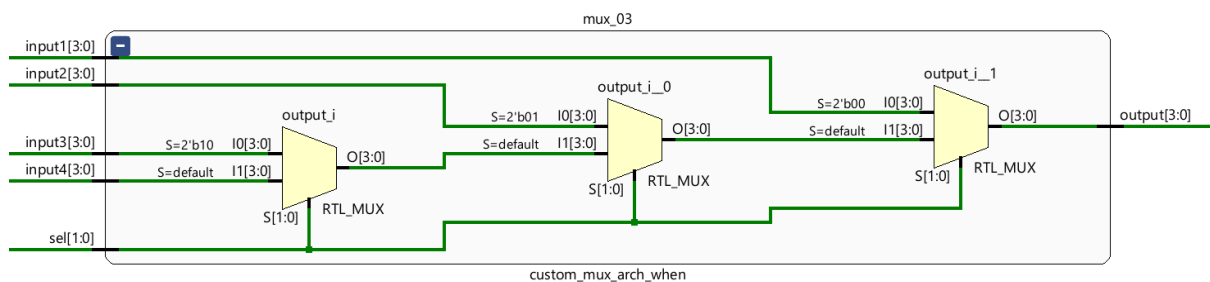 mux_03
input1[3:0]
input2[3:0]
output_i__1
output_i__0
S=2'b00 I0[3:0]
output_i
S=2'b01 I0[3:0]
O[3:0]
output[3:0]
O[3:0]
S=default I1[3:0]
input3[3:0]
S=2'b10 I0[3:0]
S=default I1[3:0]
O[3:0]
input4[3:0]
S=default I1[3:0]
S[1:0]
RTL_MUX
S[1:0]
RTL_MUX
S[1:0]
RTL_MUX
sel[1:0]
custom_mux_arch_when